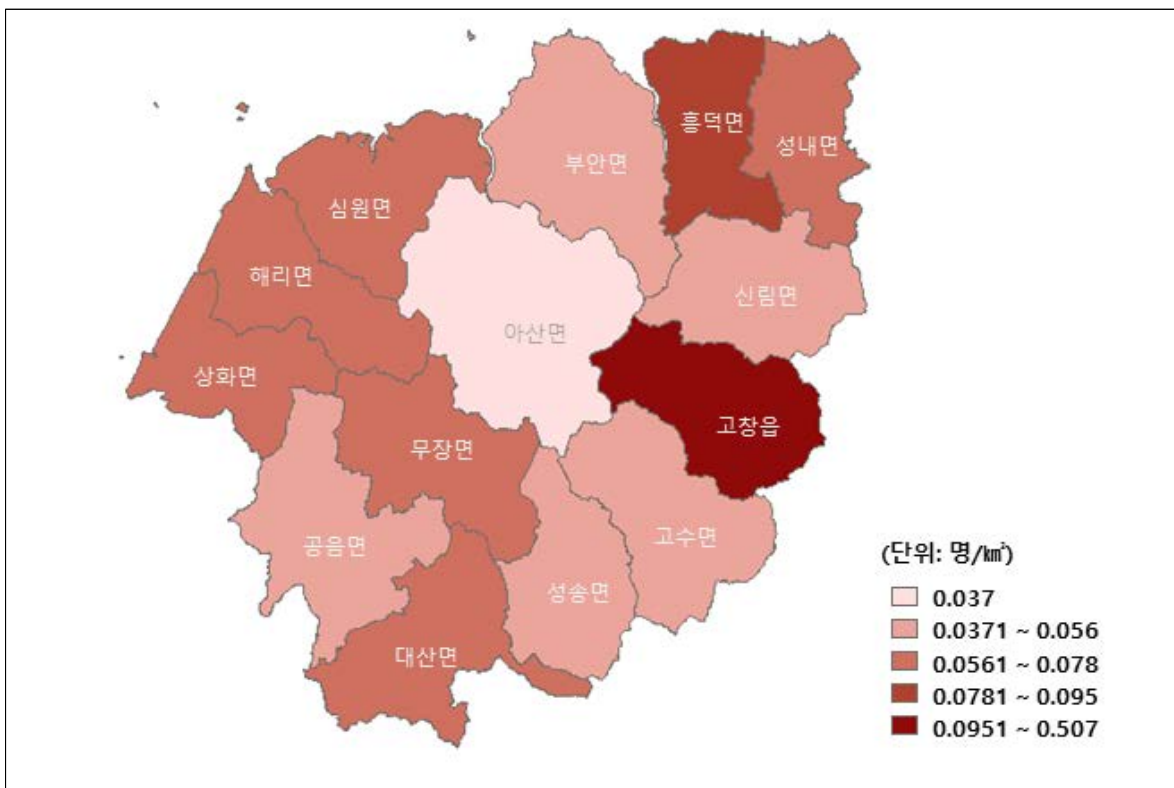 흥덕면
성내면
부안면
심원면
해리면
신림면
아산면
상화면
고창읍
무장면
고수면
공음면
성송면
대산면
(단위: 명/㎢)
0.037
0.0371 ~ 0.056
0.0561 ~ 0.078
0.0781 ~ 0.095
0.0951 ~ 0.507